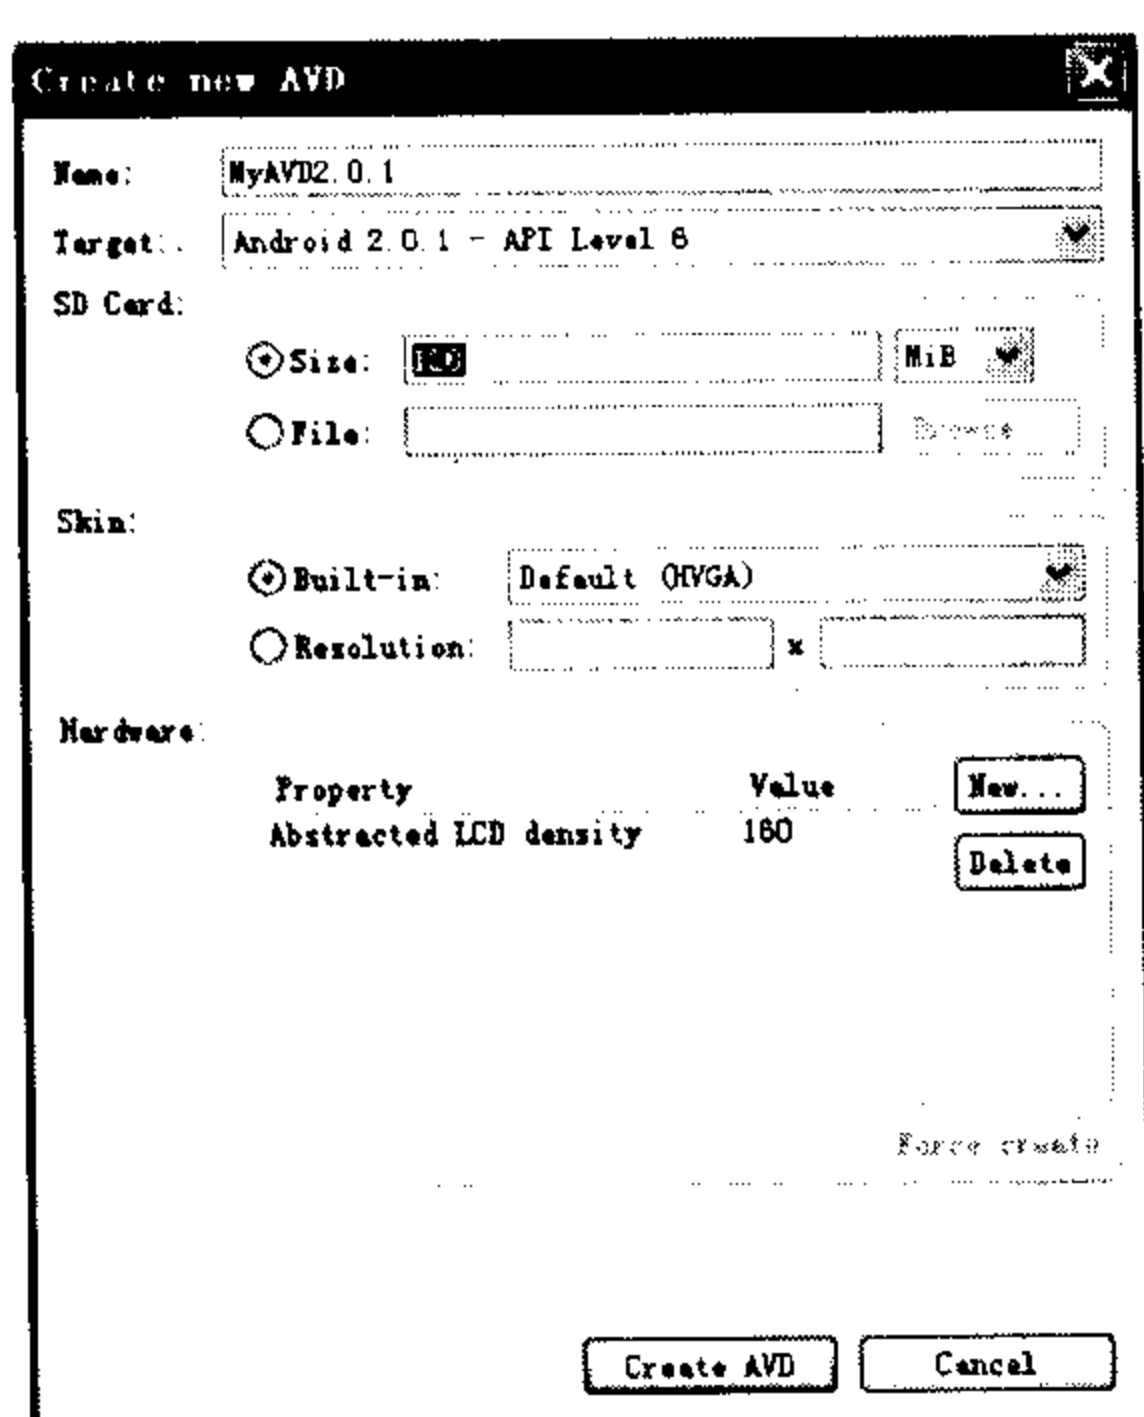 Create new AVD
Name: MyAVD2.0.1
Target: Android 2.0.1 - API Level 6
SD Card:
Size: MiB
File: Browse
Skin:
Built-in: Default (HVGA)
Resolution: x
Hardware:
Property Value New...
Abstracted LCD density 160
Delete
Force create
Create AVD Cancel